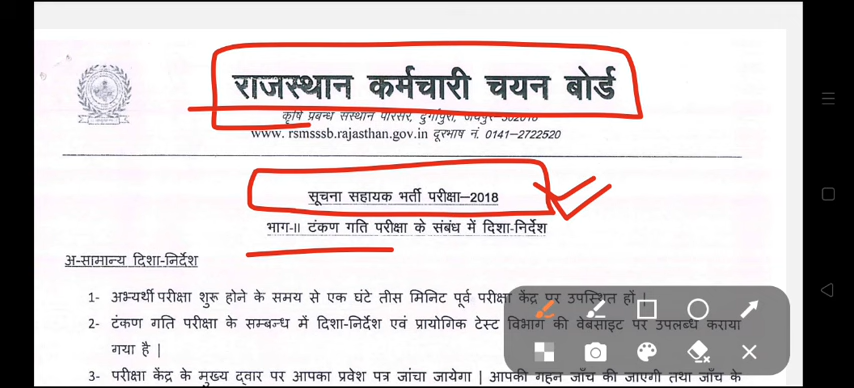 राजस्थान कर्मचारी चयन बोर्ड
कृषि प्रबन्ध संस्थान परिसर, दुर्गापुरा, जयपुर-302018
www. rsmsssb.rajasthan.gov.in दूरभाष नं. 0141-2722520
सूचना सहायक भर्ती परीक्षा-2018
भाग-II टंकण गति परीक्षा के संबंध में दिशा-निर्देश
अ-सामान्य दिशा-निर्देश
1- अभ्यर्थी परीक्षा शुरू होने के समय से एक घंटे तीस मिनिट पूर्व परीक्षा केंद्र पर उपस्थित हों |
2- टंकण गति परीक्षा के सम्बन्ध में दिशा-निर्देश एवं प्रायोगिक टेस्ट विभाग की वेबसाइट पर उपलब्ध कराया
गया है |
3- परीक्षा केंद्र के मुख्य द्वार पर आपका प्रवेश पत्र जांचा जायेगा | आपकी गहन जाँच की जाएगी तथा जाँच के